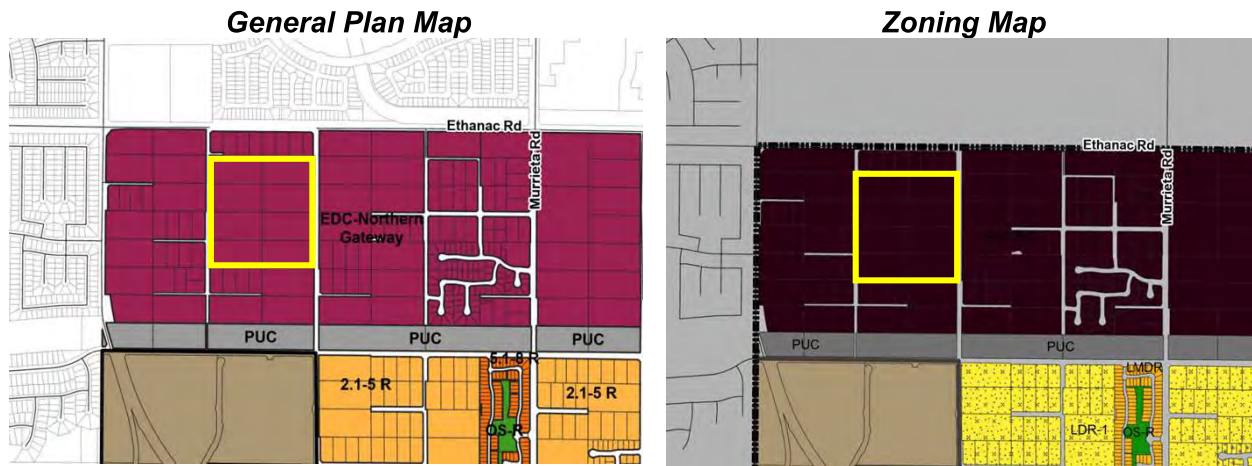 General Plan Map
Ethanac Rd
Murrieta Rd
EDC-Northern
Gateway
PUC
PUC
PUC
5.1-8 R
2.1-5 R
2.1-5 R
OS-R
Zoning Map
Ethanac Rd
Murrieta Rd
PUC
PUC
LMDR
LDR-1
OS-R